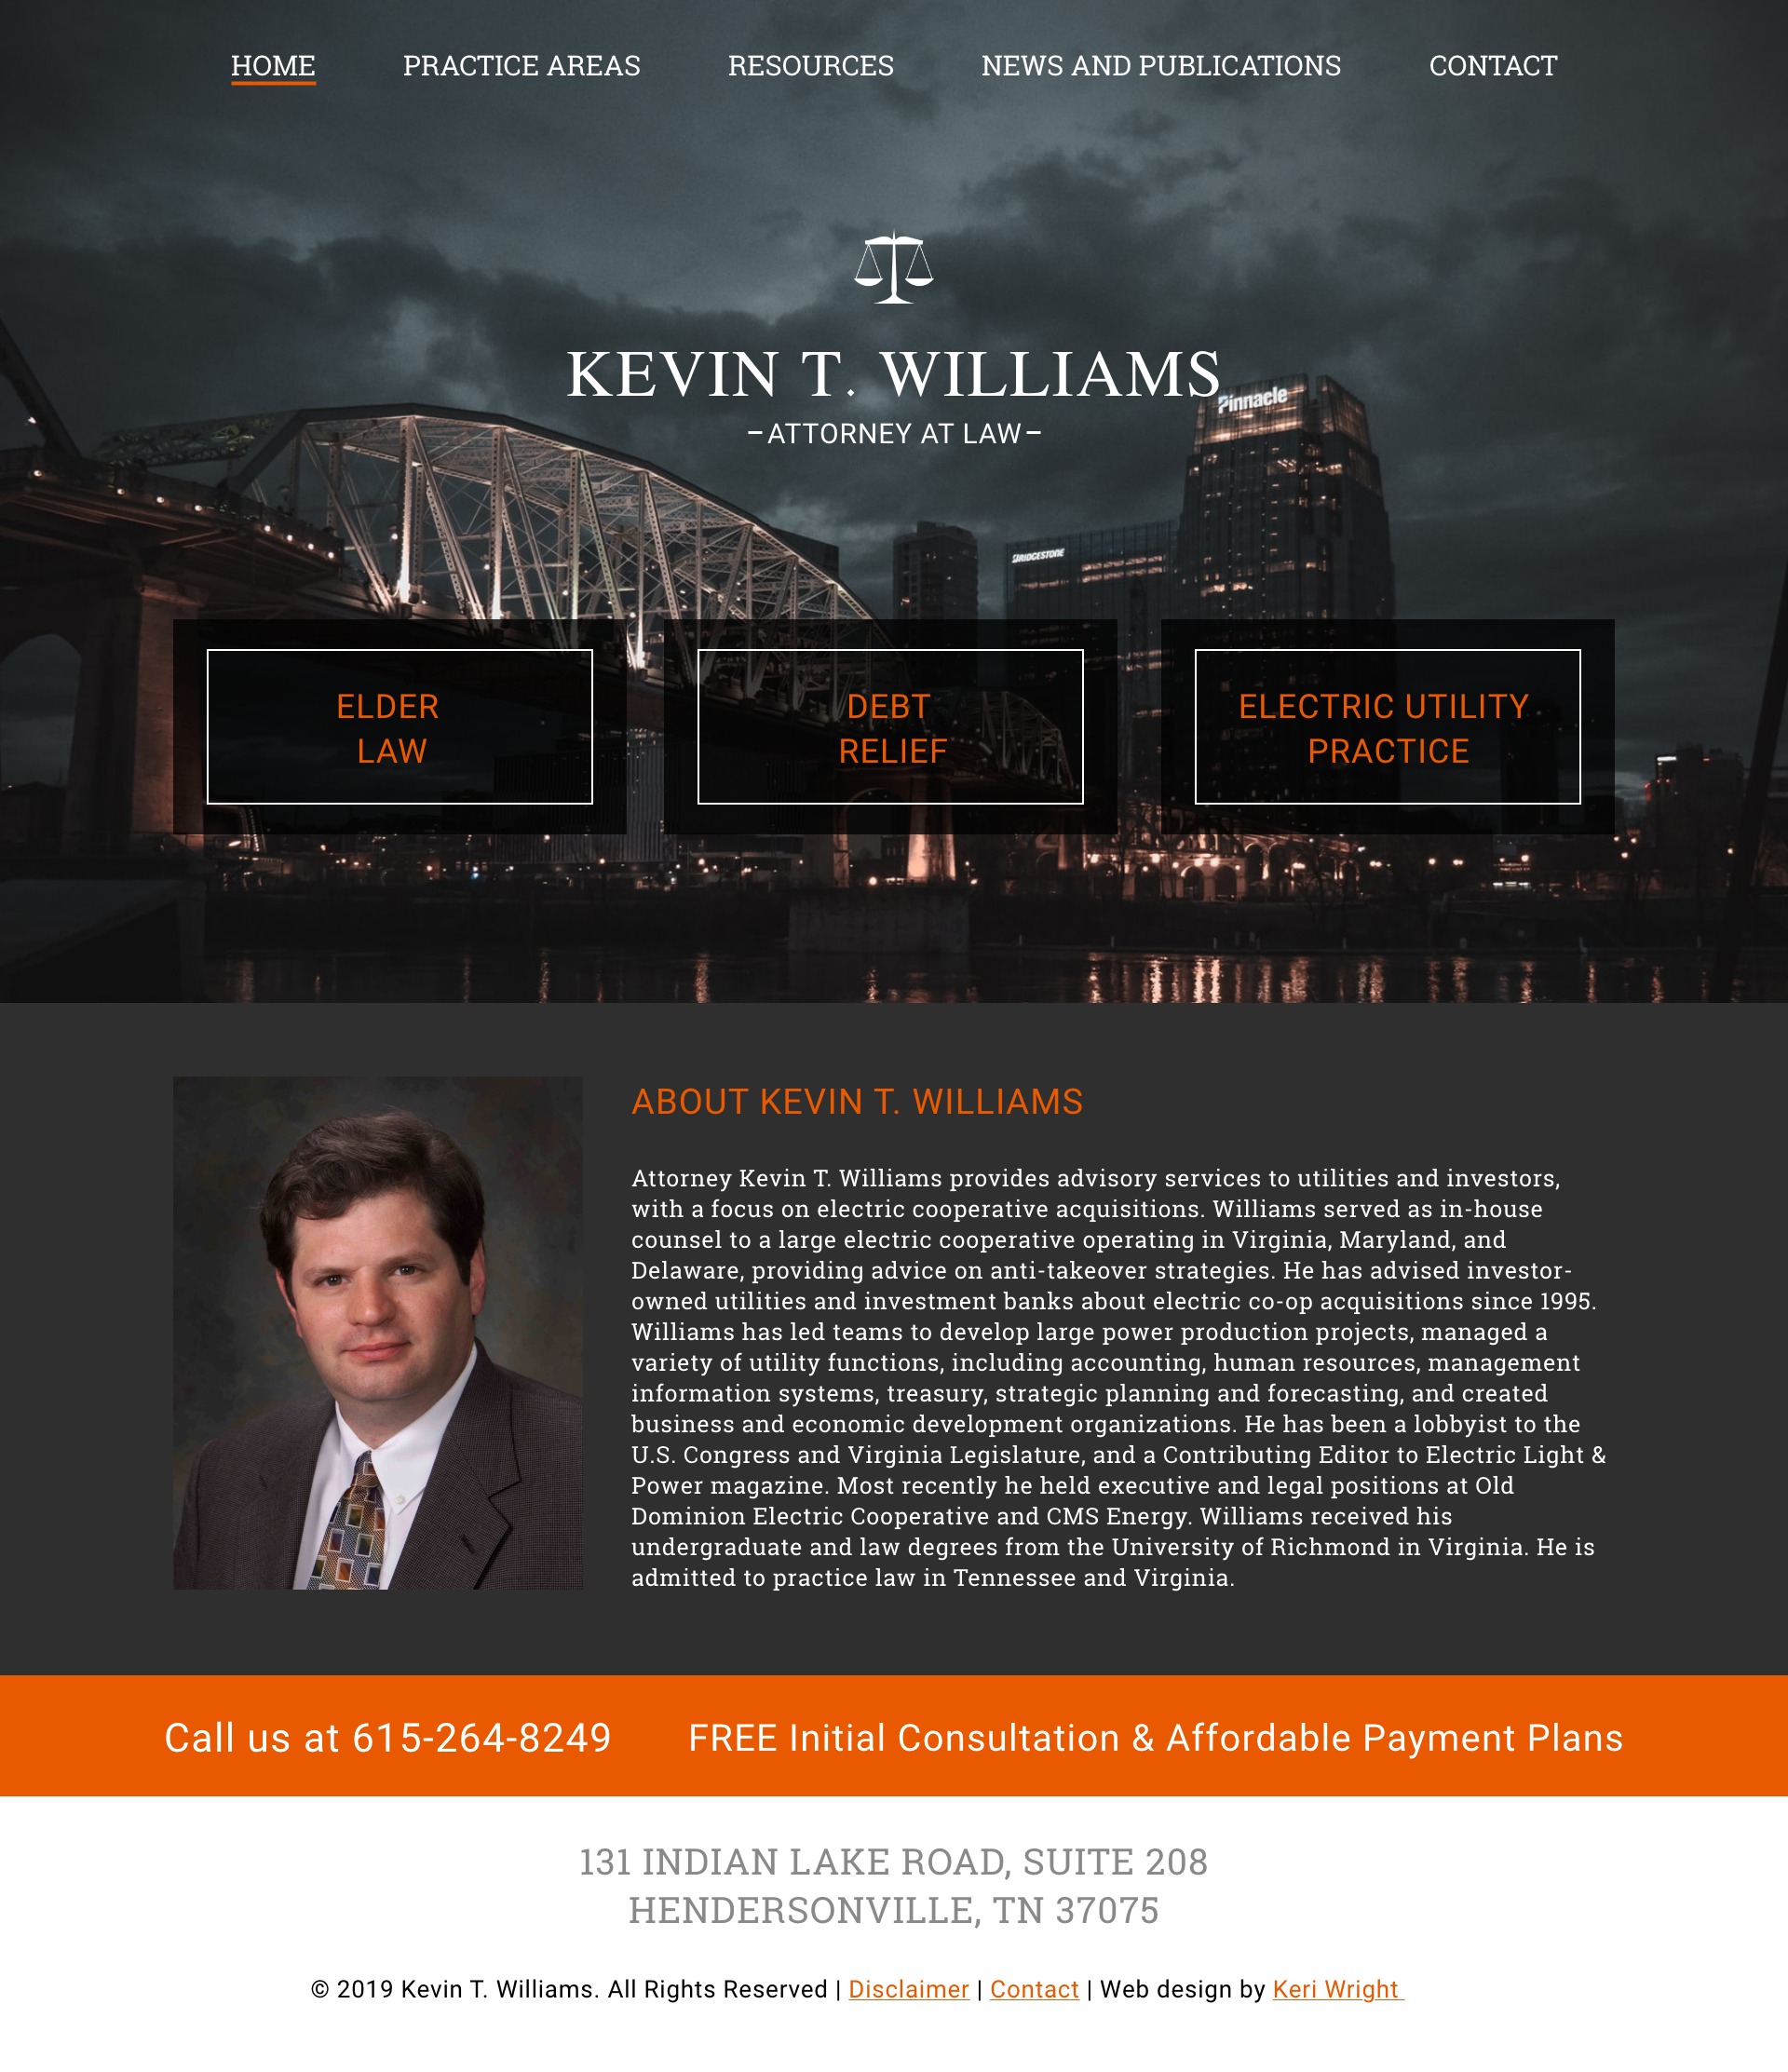 HOME PRACTICE AREAS RESOURCES NEWS AND PUBLICATIONS CONTACT
KEVIN T. WILLIAMS
Pinnacle
–ATTORNEY AT LAW–
BRIDGESTONE
ELDER
LAW
DEBT
RELIEF
ELECTRIC UTILITY
PRACTICE
ABOUT KEVIN T. WILLIAMS
Attorney Kevin T. Williams provides advisory services to utilities and investors,
with a focus on electric cooperative acquisitions. Williams served as in-house
counsel to a large electric cooperative operating in Virginia, Maryland, and
Delaware, providing advice on anti-takeover strategies. He has advised investor-
owned utilities and investment banks about electric co-op acquisitions since 1995.
Williams has led teams to develop large power production projects, managed a
variety of utility functions, including accounting, human resources, management
information systems, treasury, strategic planning and forecasting, and created
business and economic development organizations. He has been a lobbyist to the
U.S. Congress and Virginia Legislature, and a Contributing Editor to Electric Light &
Power magazine. Most recently he held executive and legal positions at Old
Dominion Electric Cooperative and CMS Energy. Williams received his
undergraduate and law degrees from the University of Richmond in Virginia. He is
admitted to practice law in Tennessee and Virginia.
Call us at 615-264-8249 FREE Initial Consultation & Affordable Payment Plans
131 INDIAN LAKE ROAD, SUITE 208
HENDERSONVILLE, TN 37075
© 2019 Kevin T. Williams. All Rights Reserved | Disclaimer | Contact | Web design by Keri Wright